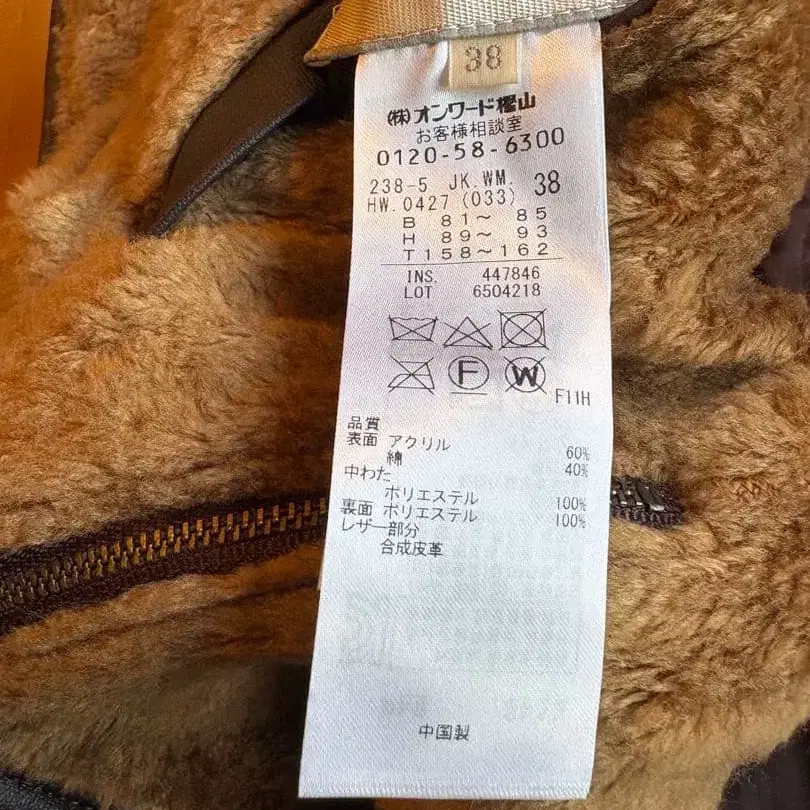 38
(株)オンワード樫山
お客様相談室
0120-58-6300
238-5 JK.WM. 38
HW.0427 (033)
B 81〜 85
H 89〜 93
T158〜162
INS. 447846
LOT 6504218
F W
F11H
品質
表面 アクリル 60%
綿 40%
中わた
ポリエステル 100%
裏面 ポリエステル 100%
レザー部分
合成皮革
中国製